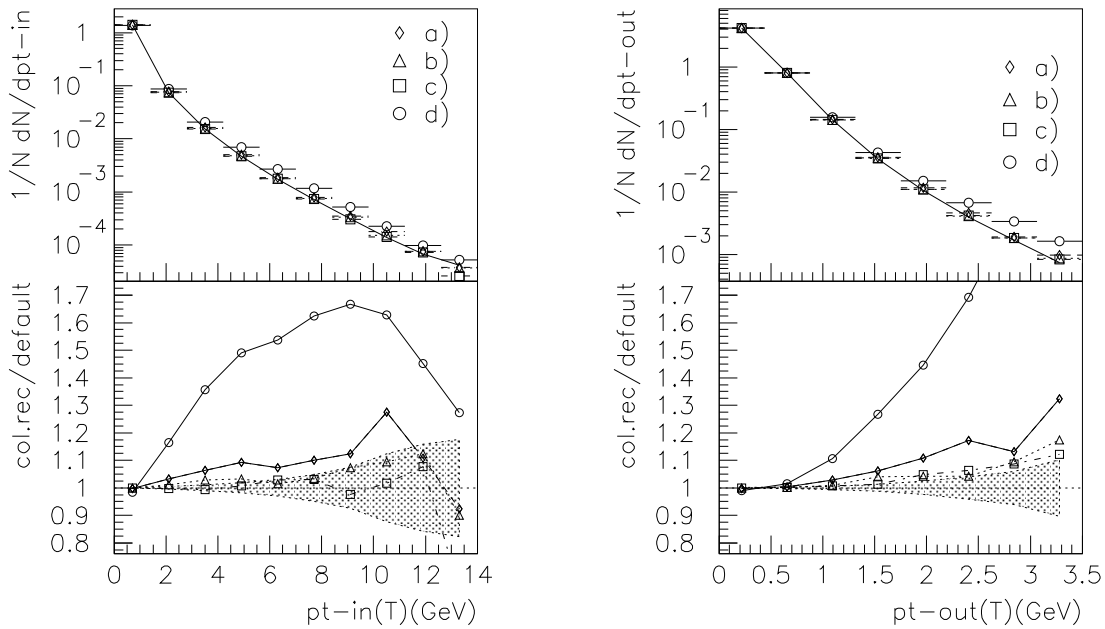 1/N dN/dpt-in
1
10
-1
10
-2
10
-3
10
-4
a)
b)
c)
d)
col.rec/default
1.7
1.6
1.5
1.4
1.3
1.2
1.1
1
0.9
0.8
0 2 4 6 8 10 12 14
pt-in(T)(GeV)
1/N dN/dpt-out
1
10
-1
10
-2
10
-3
a)
b)
c)
d)
col.rec/default
1.7
1.6
1.5
1.4
1.3
1.2
1.1
1
0.9
0.8
0 0.5 1 1.5 2 2.5 3 3.5
pt-out(T)(GeV)